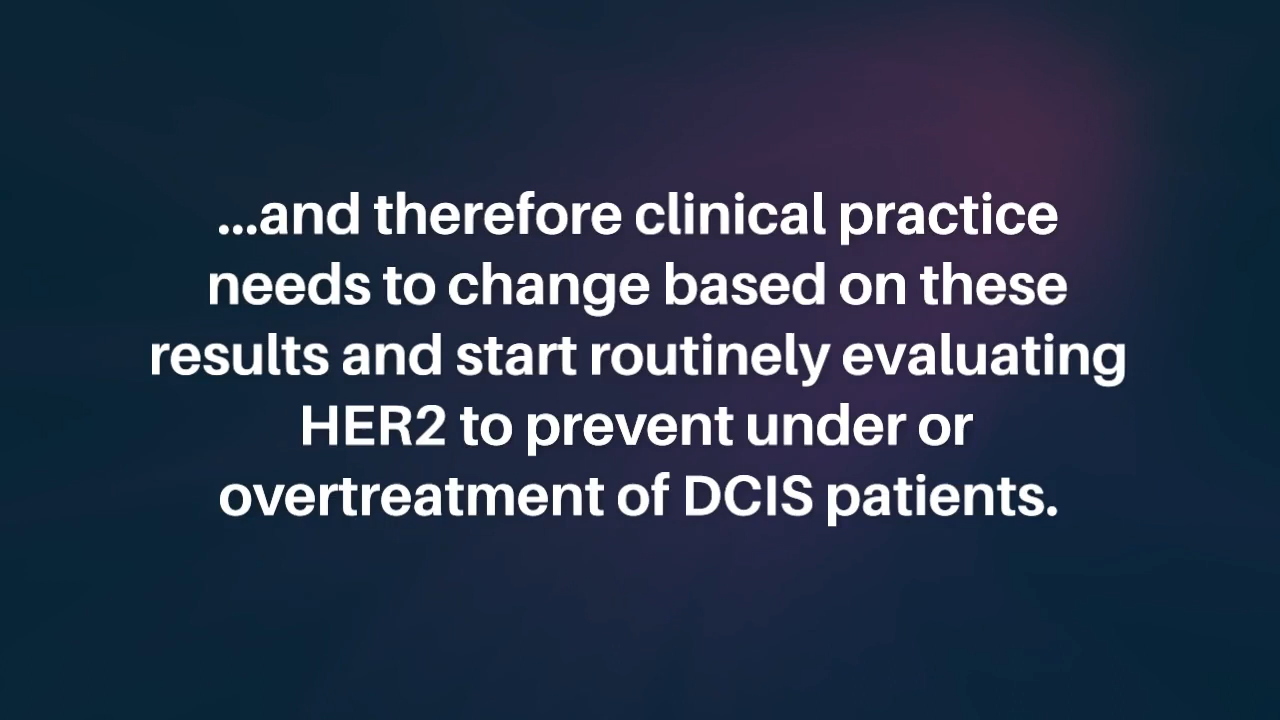 ...and therefore clinical practice
needs to change based on these
results and start routinely evaluating
HER2 to prevent under or
overtreatment of DCIS patients.